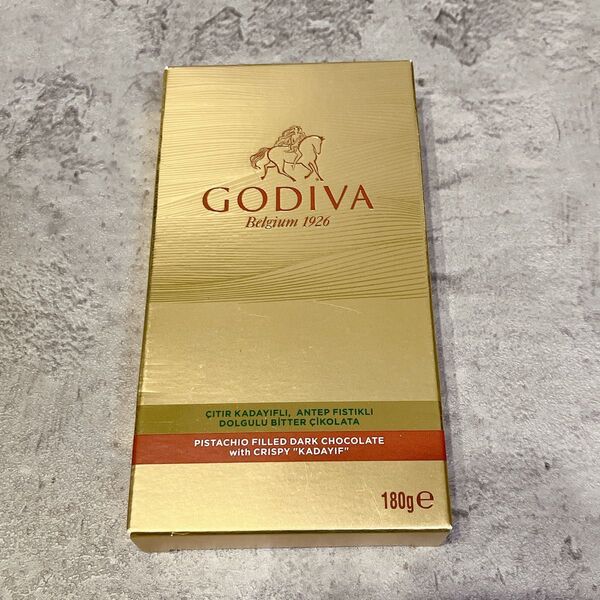 GODIVA
Belgium 1926
ÇITIR KADAYIFLI, ANTEP FISTIKLI
DOLGULU BİTTER ÇİKOLATA
PISTACHIO FILLED DARK CHOCOLATE
with CRISPY "KADAYIF"
180g℮